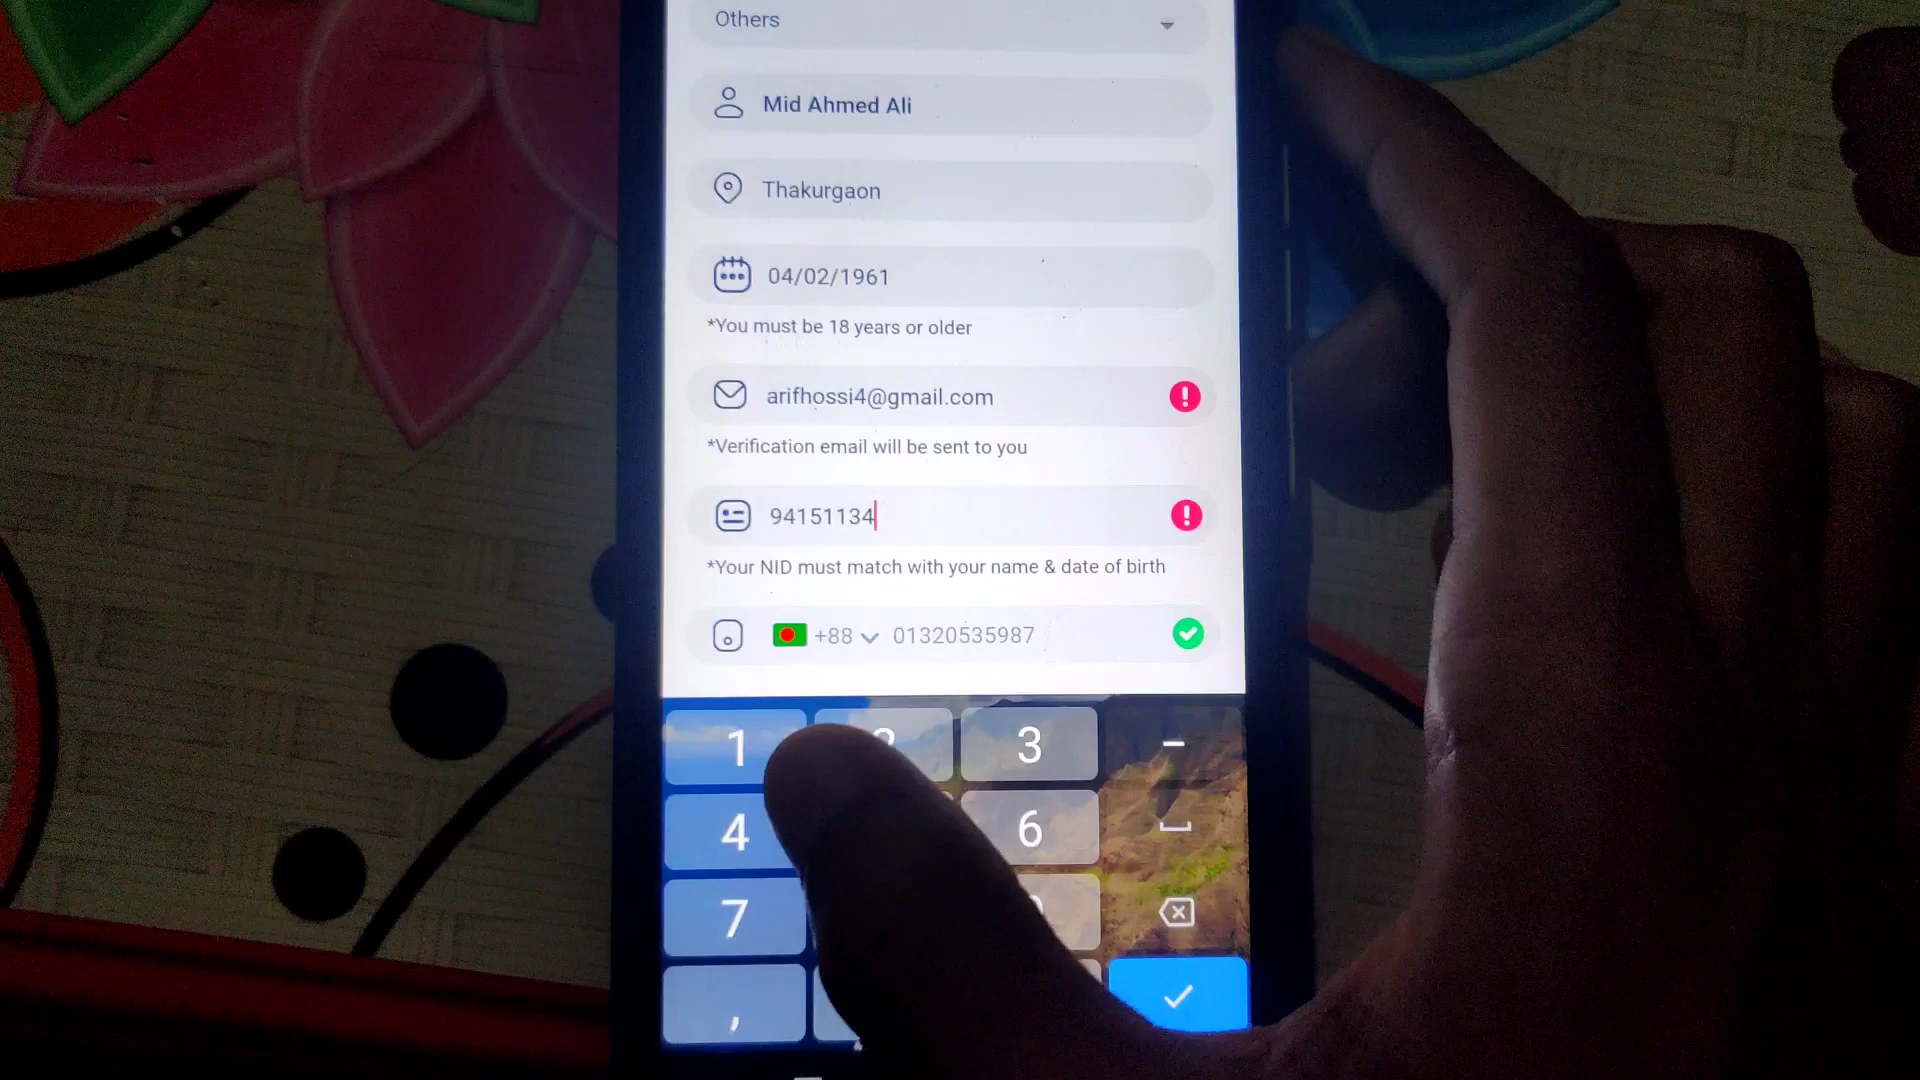 Others
Mid Ahmed Ali
Thakurgaon
04/02/1961
*You must be 18 years or older
arifhossi4@gmail.com
*Verification email will be sent to you
94151134
*Your NID must match with your name & date of birth
+88 01320535987
1 2 3 -
4 6
7
,